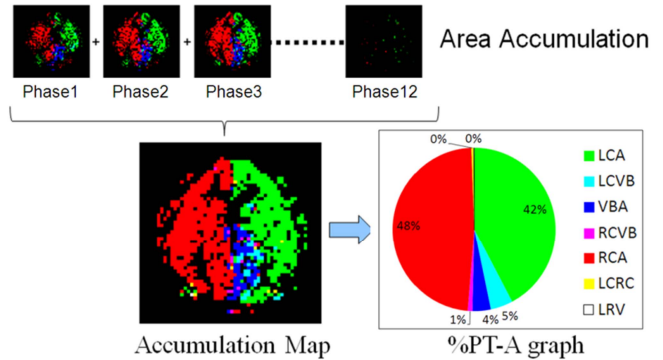 Area Accumulation
+
+
Phase1
Phase2
Phase3
Phase12
0%
0%
42%
48%
1%
4%
5%
LCA
LCVB
VBA
RCVB
RCA
LCRC
LRV
Accumulation Map
%PT-A graph